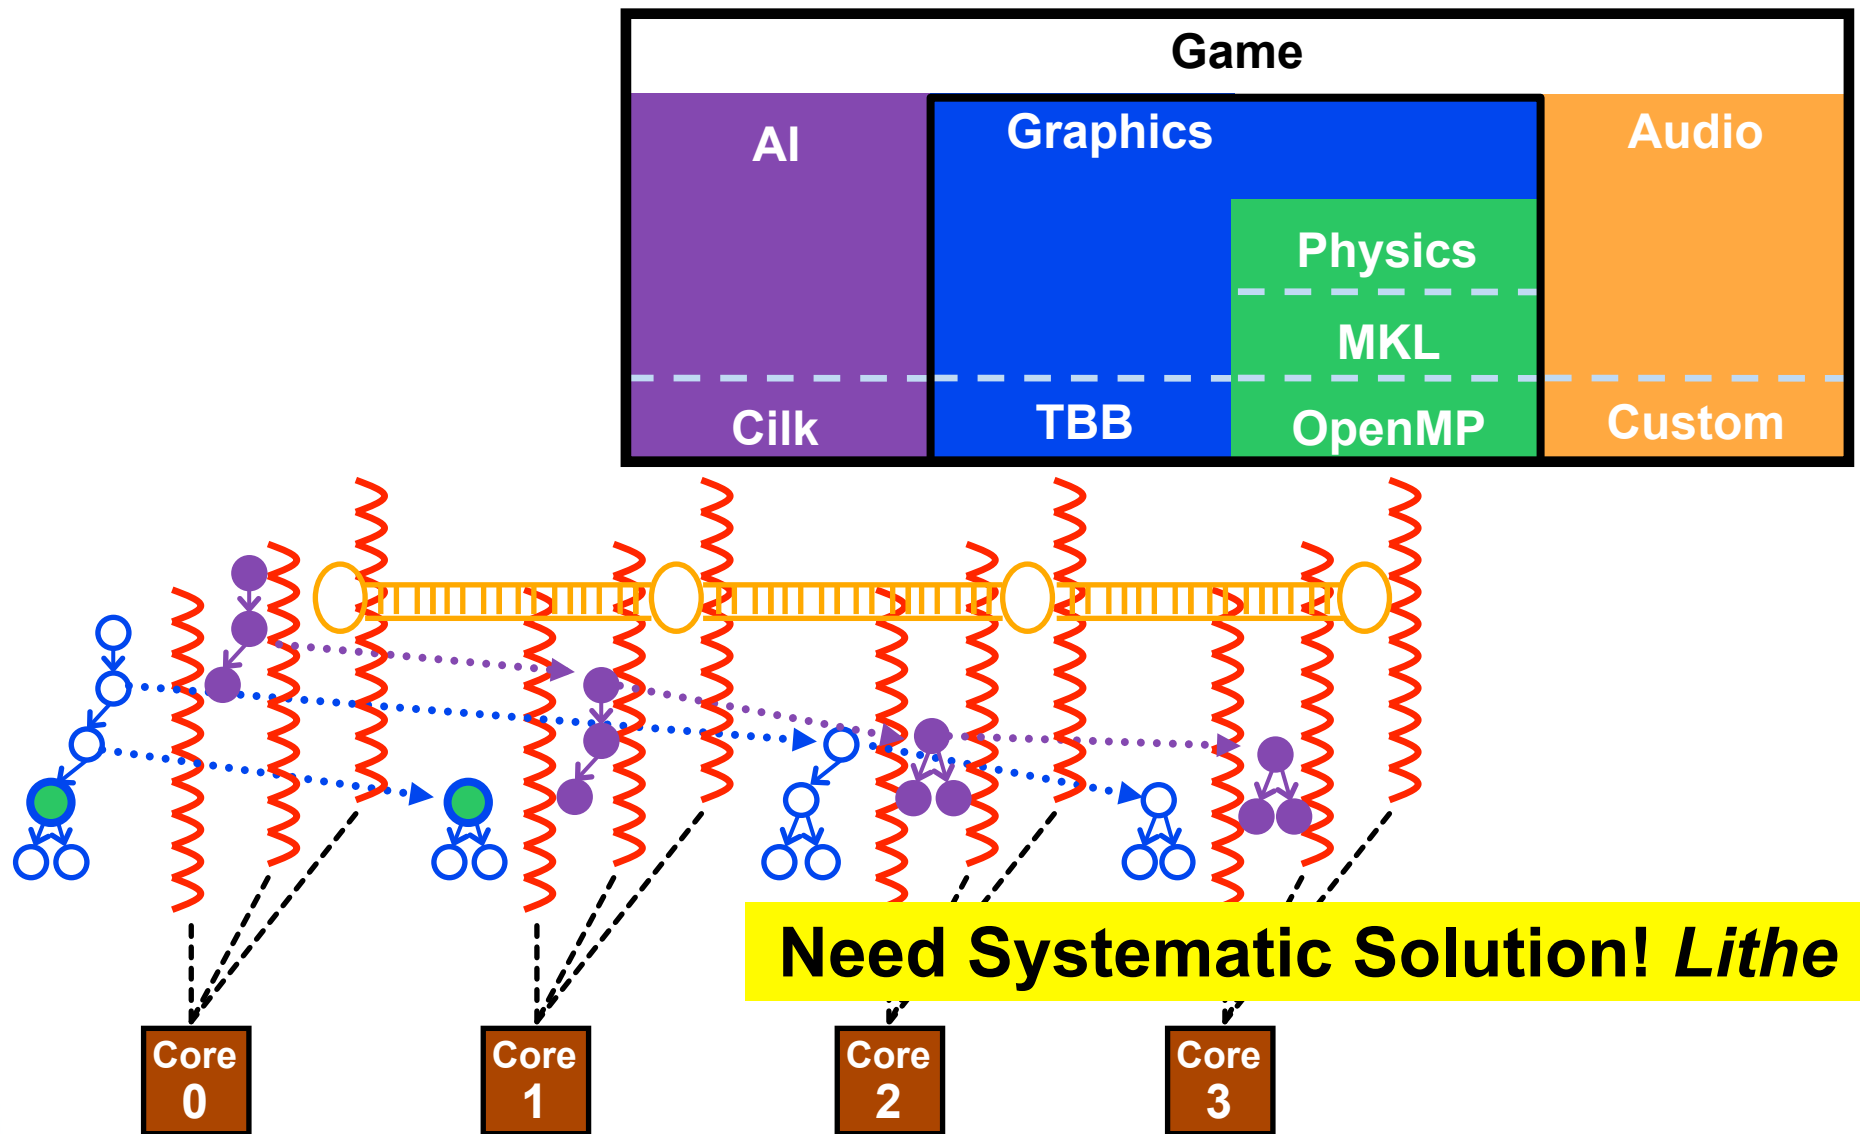 Game
AI
Graphics
Audio
Physics
MKL
Cilk
TBB
OpenMP
Custom
Need Systematic Solution! Lithe
Core
0
Core
1
Core
2
Core
3